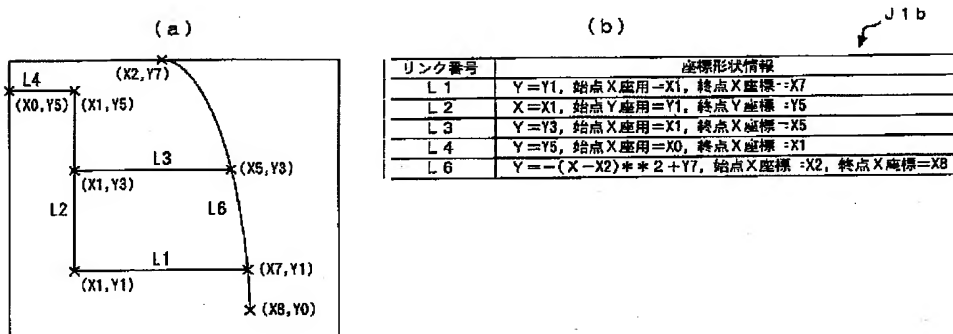 (a)
L4
(X2,Y7)
(X0,Y5)
(X1,Y5)
L3
(X5,Y3)
(X1,Y3)
L2
L6
L1
(X7,Y1)
(X1,Y1)
(X8,Y0)
(b)
J1b
リンク番号 座標形状情報
L1 Y=Y1, 始点X座用=X1, 終点X座標=X7
L2 X=X1, 始点Y座用=Y1, 終点Y座標=Y5
L3 Y=Y3, 始点X座用=X1, 終点X座標=X5
L4 Y=Y5, 始点X座用=X0, 終点X座標=X1
L6 Y=-(X-X2)**2+Y7, 始点X座標=X2, 終点X座標=X8